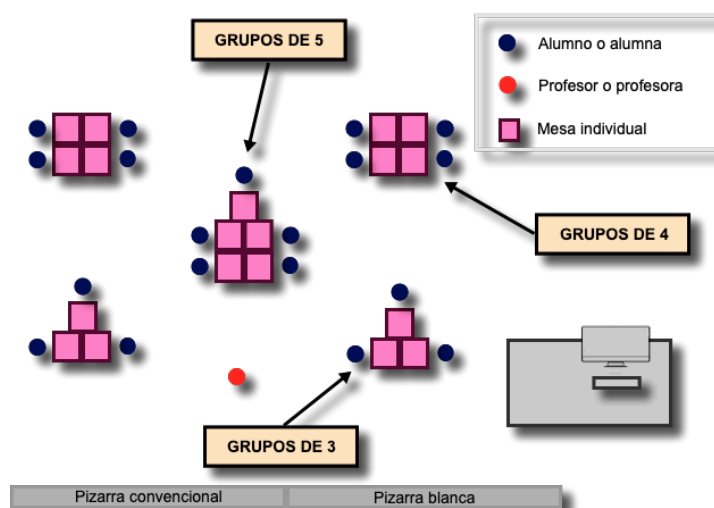 GRUPOS DE 5
Alumno o alumna
Profesor o profesora
Mesa individual
GRUPOS DE 4
GRUPOS DE 3
Pizarra convencional
Pizarra blanca